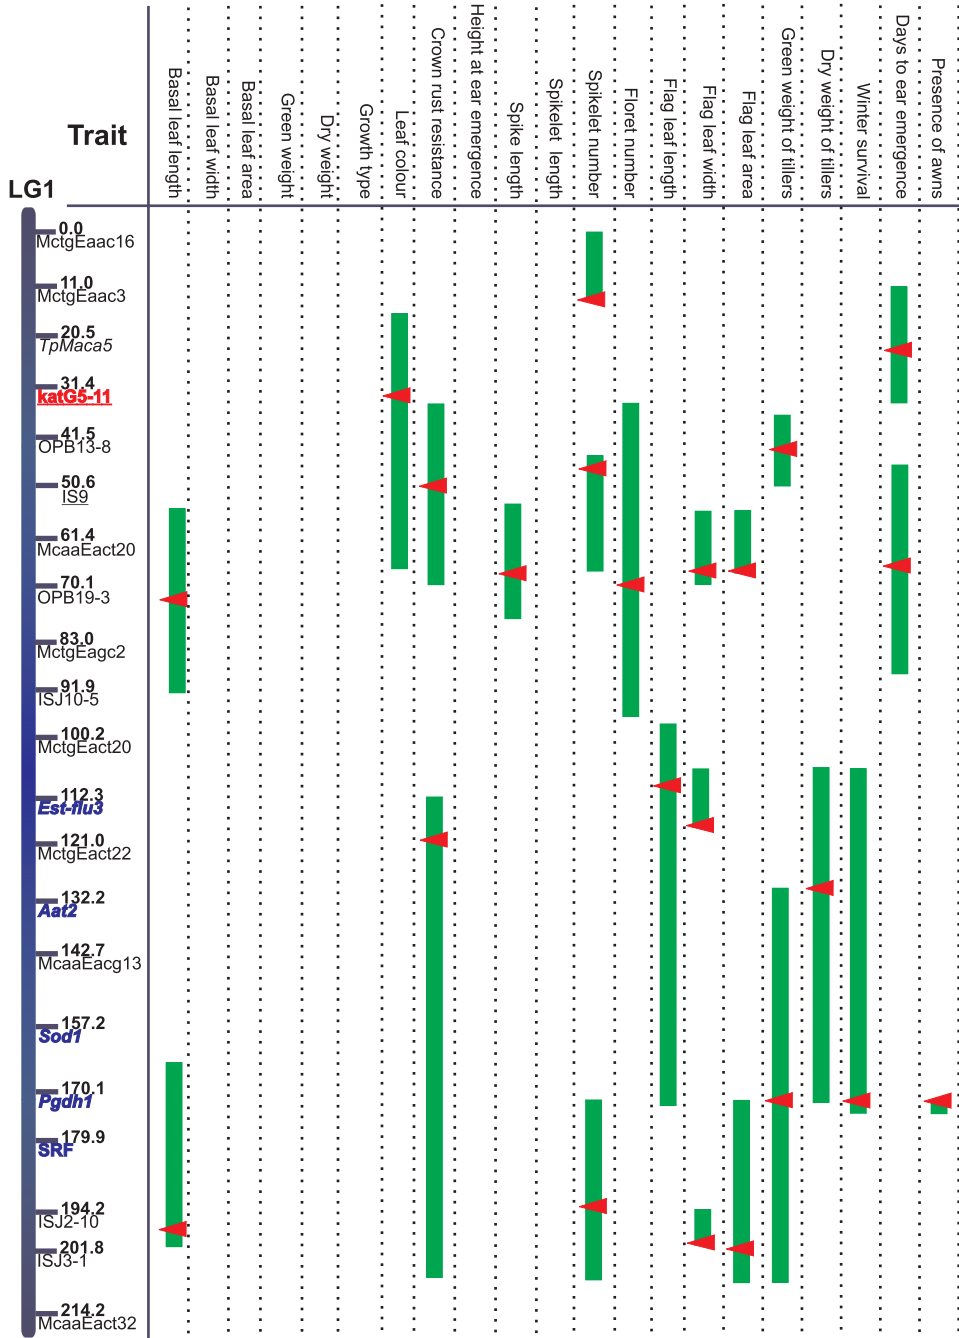 Trait
Basal leaf length
Basal leaf width
Basal leaf area
Green weight
Dry weight
Growth type
Leaf colour
Crown rust resistance
Height at ear emergence
Spike length
Spikelet length
Spikelet number
Floret number
Flag leaf length
Flag leaf width
Flag leaf area
Green weight of tillers
Dry weight of tillers
Winter survival
Days to ear emergence
Presence of awns
LG1
0.0
MctgEaac16
11.0
MctgEaac3
20.5
TpMaca5
31.4
katG5-11
41.5
OPB13-8
50.6
IS9
61.4
McaaEact20
70.1
OPB19-3
83.0
MctgEagc2
91.9
ISJ10-5
100.2
MctgEact20
112.3
Est-flu3
121.0
MctgEact22
132.2
Aat2
142.7
McaaEacg13
157.2
Sod1
170.1
Pgdh1
179.9
SRF
194.2
ISJ2-10
201.8
ISJ3-1
214.2
McaaEact32